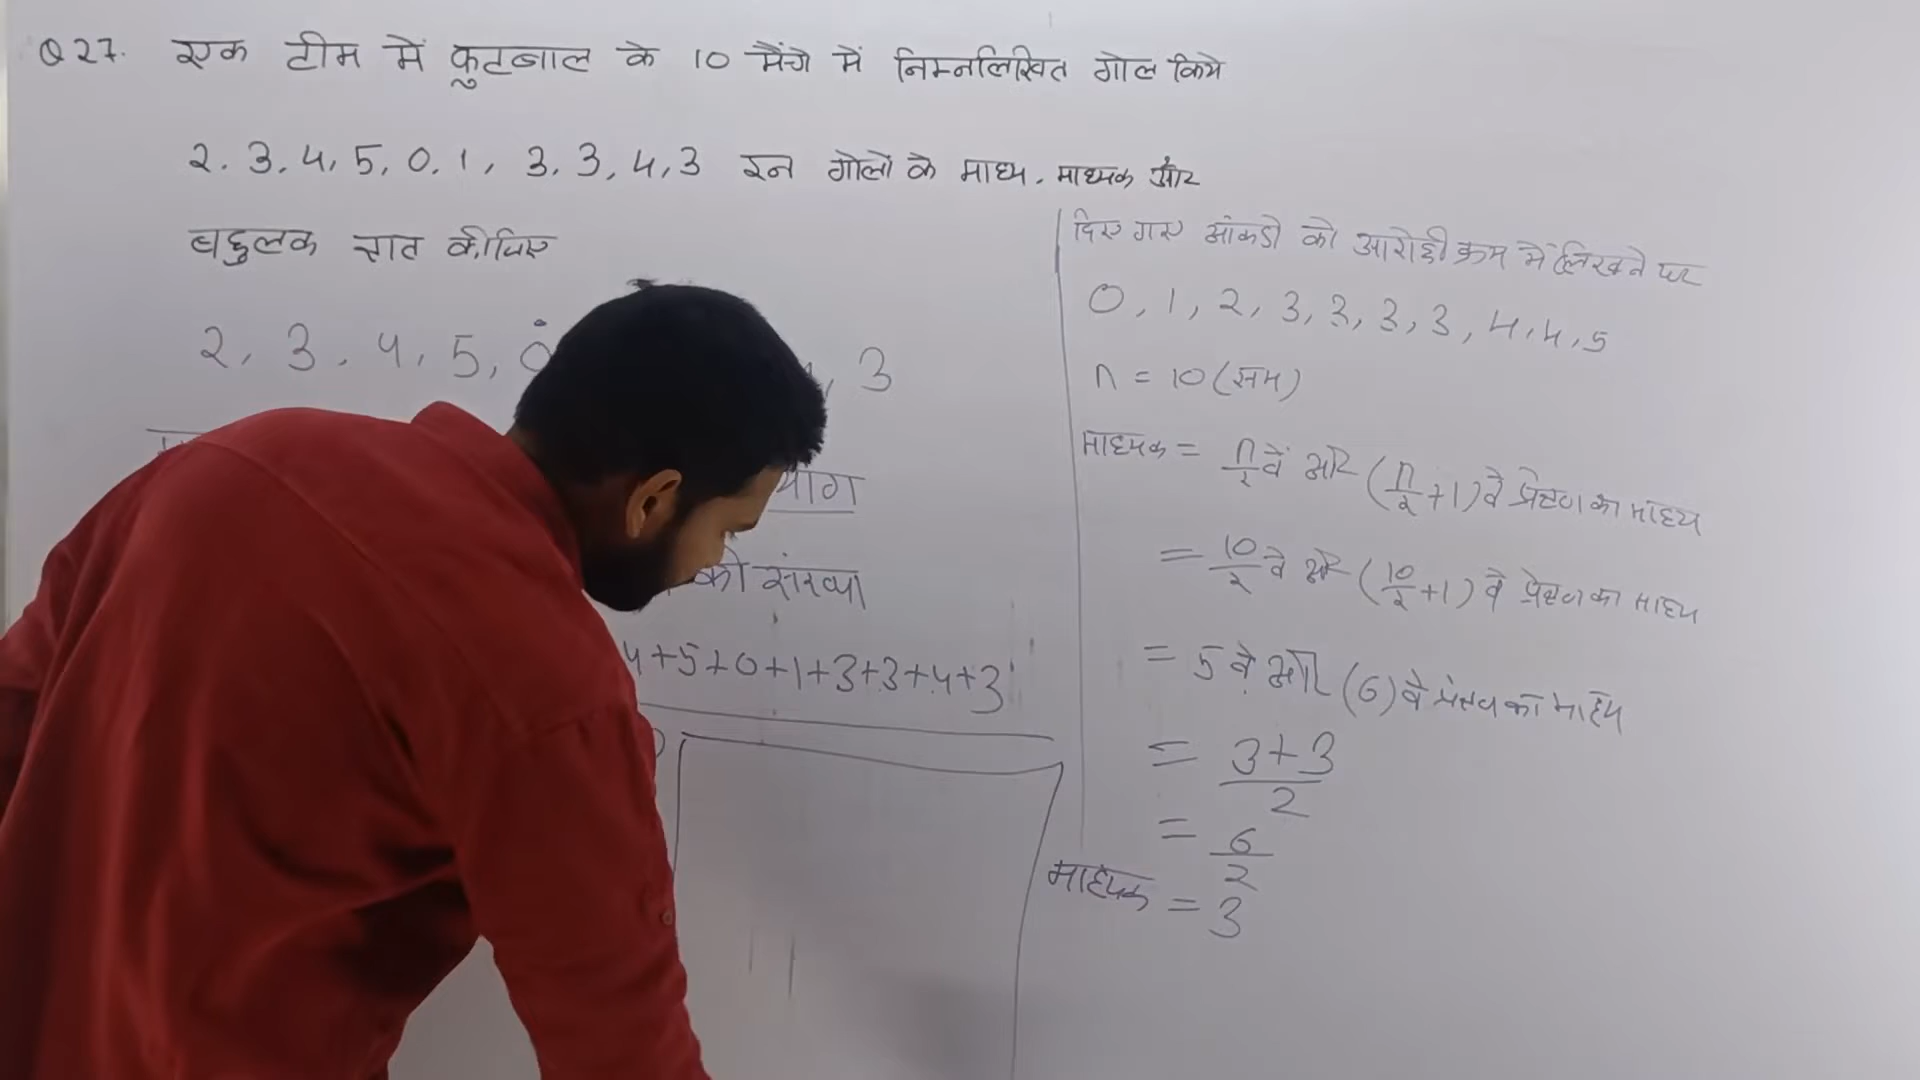 Q 27. एक टीम में फुटबाल के 10 मैचो में निम्नलिखित गोल किये
2. 3, 4, 5, 0, 1, 3, 3, 4, 3 इन गोलों के माध्य, माध्यक और
बहुलक ज्ञात कीजिए
2, 3, 4, 5, 0
, 3
योग
की संख्या
4+5+0+1+3+3+4+3
दिए गए आंकडो को आरोही क्रम में लिखने पर
0, 1, 2, 3, 3, 3, 3, 4, 4, 5
n = 10 (सम)
माध्यक = n/2 वें और (n/2 + 1) वे प्रेक्षण का माध्य
= 10/2 वे और (10/2 + 1) वे प्रेक्षण का माध्य
= 5 वे और (6) वे प्रेक्षण का माध्य
= 3+3/2
= 6/2
माध्यक = 3